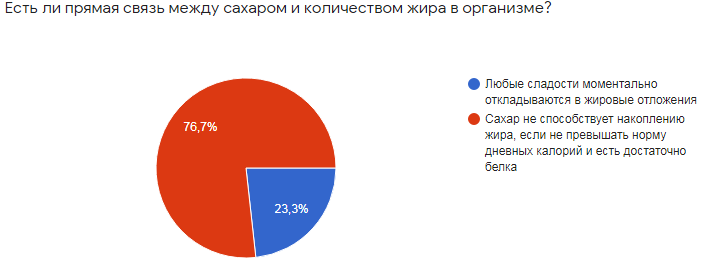 Есть ли прямая связь между сахаром и количеством жира в организме?
76,7%
23,3%
Любые сладости моментально
откладываются в жировые отложения
Сахар не способствует накоплению
жира, если не превышать норму
дневных калорий и есть достаточно
белка